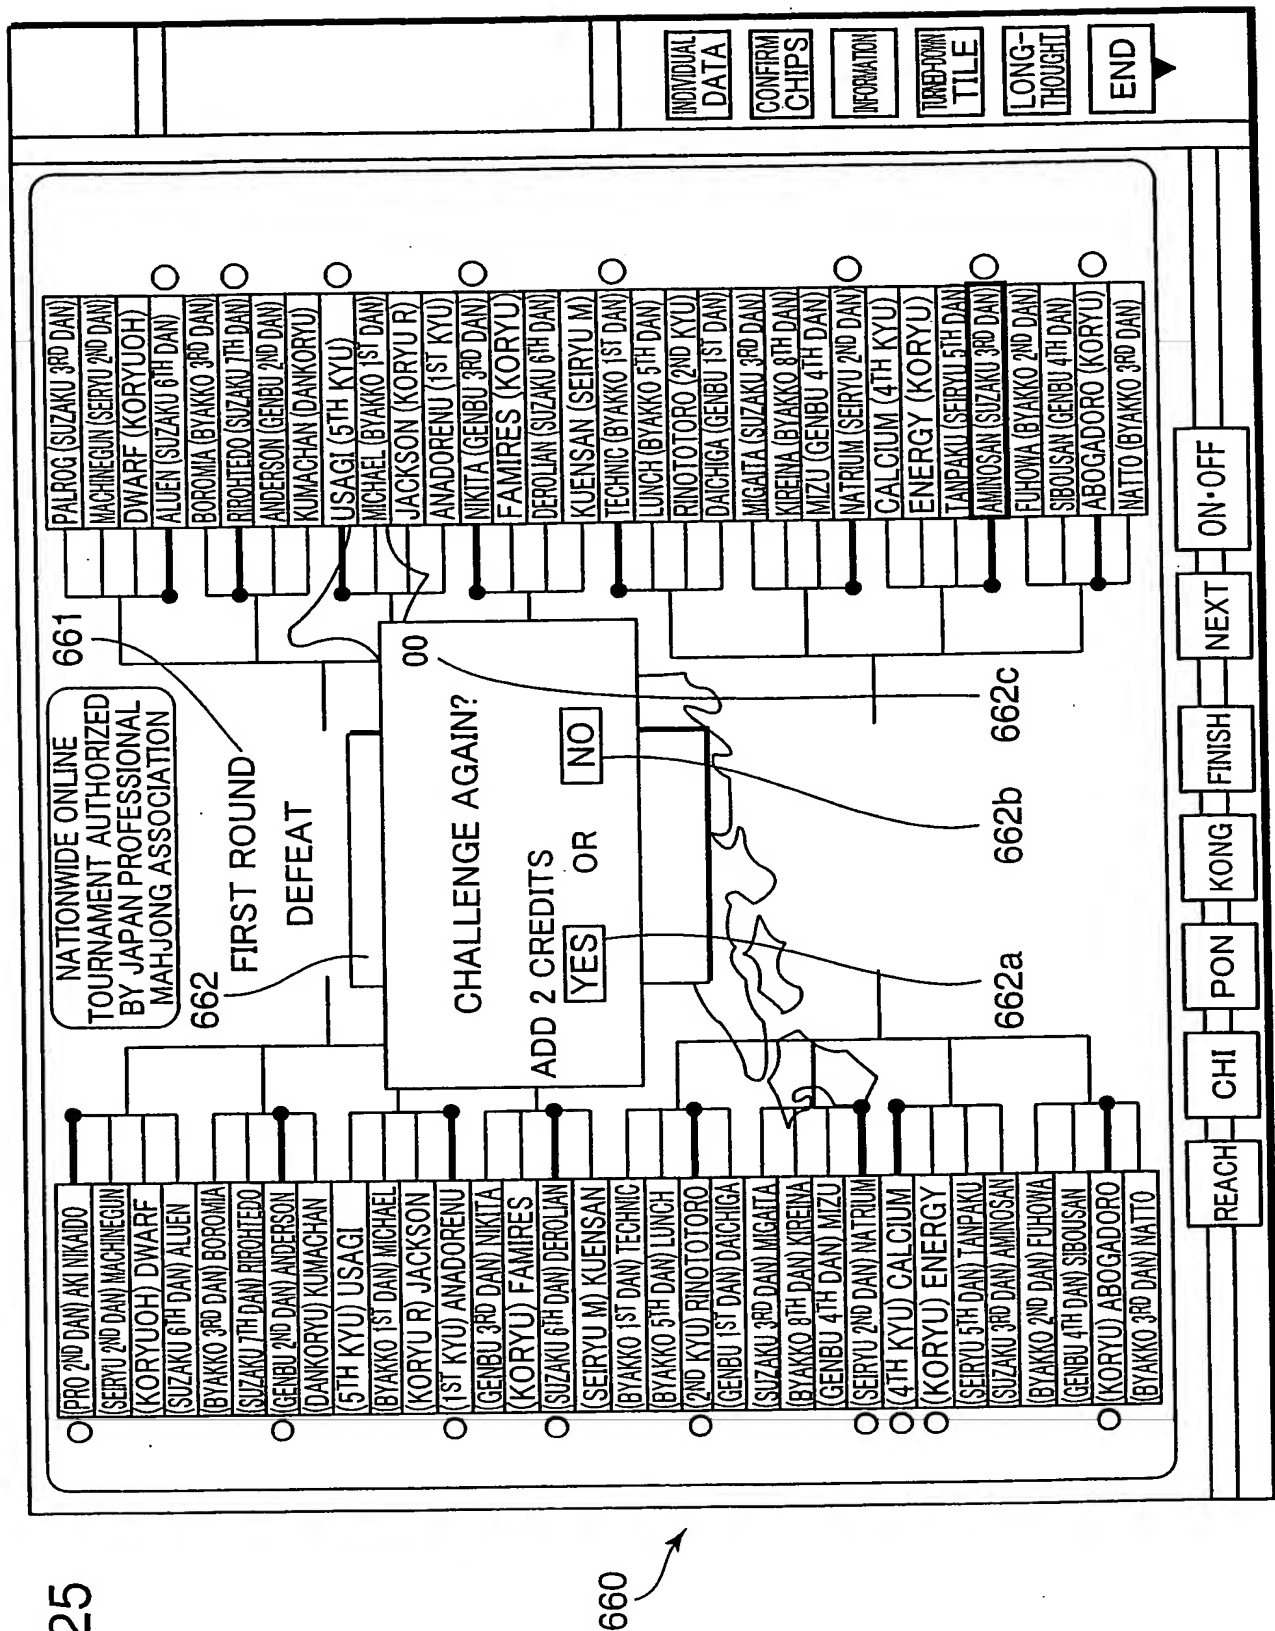 25
660
NATIONWIDE ONLINE
TOURNAMENT AUTHORIZED
BY JAPAN PROFESSIONAL
MAHJONG ASSOCIATION
661
662
FIRST ROUND
DEFEAT
CHALLENGE AGAIN?
00
ADD 2 CREDITS
YES OR NO
662a
662b
662c
(PRO 2ND DAN) AKI NIKAIDO
(SEIRYU 2ND DAN) MACHINEGUN
(KORYUOH) DWARF
(SUZAKU 6TH DAN) ALUEN
(BYAKKO 3RD DAN) BOROMIA
(SUZAKU 7TH DAN) RIROHTEDO
(GENBU 2ND DAN) ANDERSON
(DANKORYU) KUMACHAN
(5TH KYU) USAGI
(BYAKKO 1ST DAN) MICHAEL
(KORYU R) JACKSON
(1ST KYU) ANADORENU
(GENBU 3RD DAN) NIKITA
(KORYU) FAMIRES
(SUZAKU 6TH DAN) DEROLIAN
(SEIRYU M) KUENSAN
(BYAKKO 1ST DAN) TECHNIC
(BYAKKO 5TH DAN) LUNCH
(2ND KYU) RINOTOTORO
(GENBU 1ST DAN) DAICHIGA
(SUZAKU 3RD DAN) MIGAITA
(BYAKKO 8TH DAN) KIREINA
(GENBU 4TH DAN) MIZU
(SEIRYU 2ND DAN) NATRIUM
(4TH KYU) CALCIUM
(KORYU) ENERGY
(SEIRYU 5TH DAN) TANPAKU
(SUZAKU 3RD DAN) AMINOSAN
(BYAKKO 2ND DAN) FUHOWA
(GENBU 4TH DAN) SIBOUSAN
(KORYU) ABOGADORO
(BYAKKO 3RD DAN) NATTO
PALROG (SUZAKU 3RD DAN)
MACHINEGUN (SEIRYU 2ND DAN)
DWARF (KORYUOH)
ALUEN (SUZAKU 6TH DAN)
BOROMIA (BYAKKO 3RD DAN)
RIROHTEDO (SUZAKU 7TH DAN)
ANDERSON (GENBU 2ND DAN)
KUMACHAN (DANKORYU)
USAGI (5TH KYU)
MICHAEL (BYAKKO 1ST DAN)
JACKSON (KORYU R)
ANADORENU (1ST KYU)
NIKITA (GENBU 3RD DAN)
FAMIRES (KORYU)
DEROLIAN (SUZAKU 6TH DAN)
KUENSAN (SEIRYU M)
TECHNIC (BYAKKO 1ST DAN)
LUNCH (BYAKKO 5TH DAN)
RINOTOTORO (2ND KYU)
DAICHIGA (GENBU 1ST DAN)
MIGAITA (SUZAKU 3RD DAN)
KIREINA (BYAKKO 8TH DAN)
MIZU (GENBU 4TH DAN)
NATRIUM (SEIRYU 2ND DAN)
CALCIUM (4TH KYU)
ENERGY (KORYU)
TANPAKU (SEIRYU 5TH DAN)
AMINOSAN (SUZAKU 3RD DAN)
FUHOWA (BYAKKO 2ND DAN)
SIBOUSAN (GENBU 4TH DAN)
ABOGADORO (KORYU)
NATTO (BYAKKO 3RD DAN)
INDIVIDUAL
DATA
CONFIRM
CHIPS
INFORMATION
TURNED-DOWN
TILE
LONG-
THOUGHT
END
REACH CHI PON KONG FINISH NEXT ON·OFF